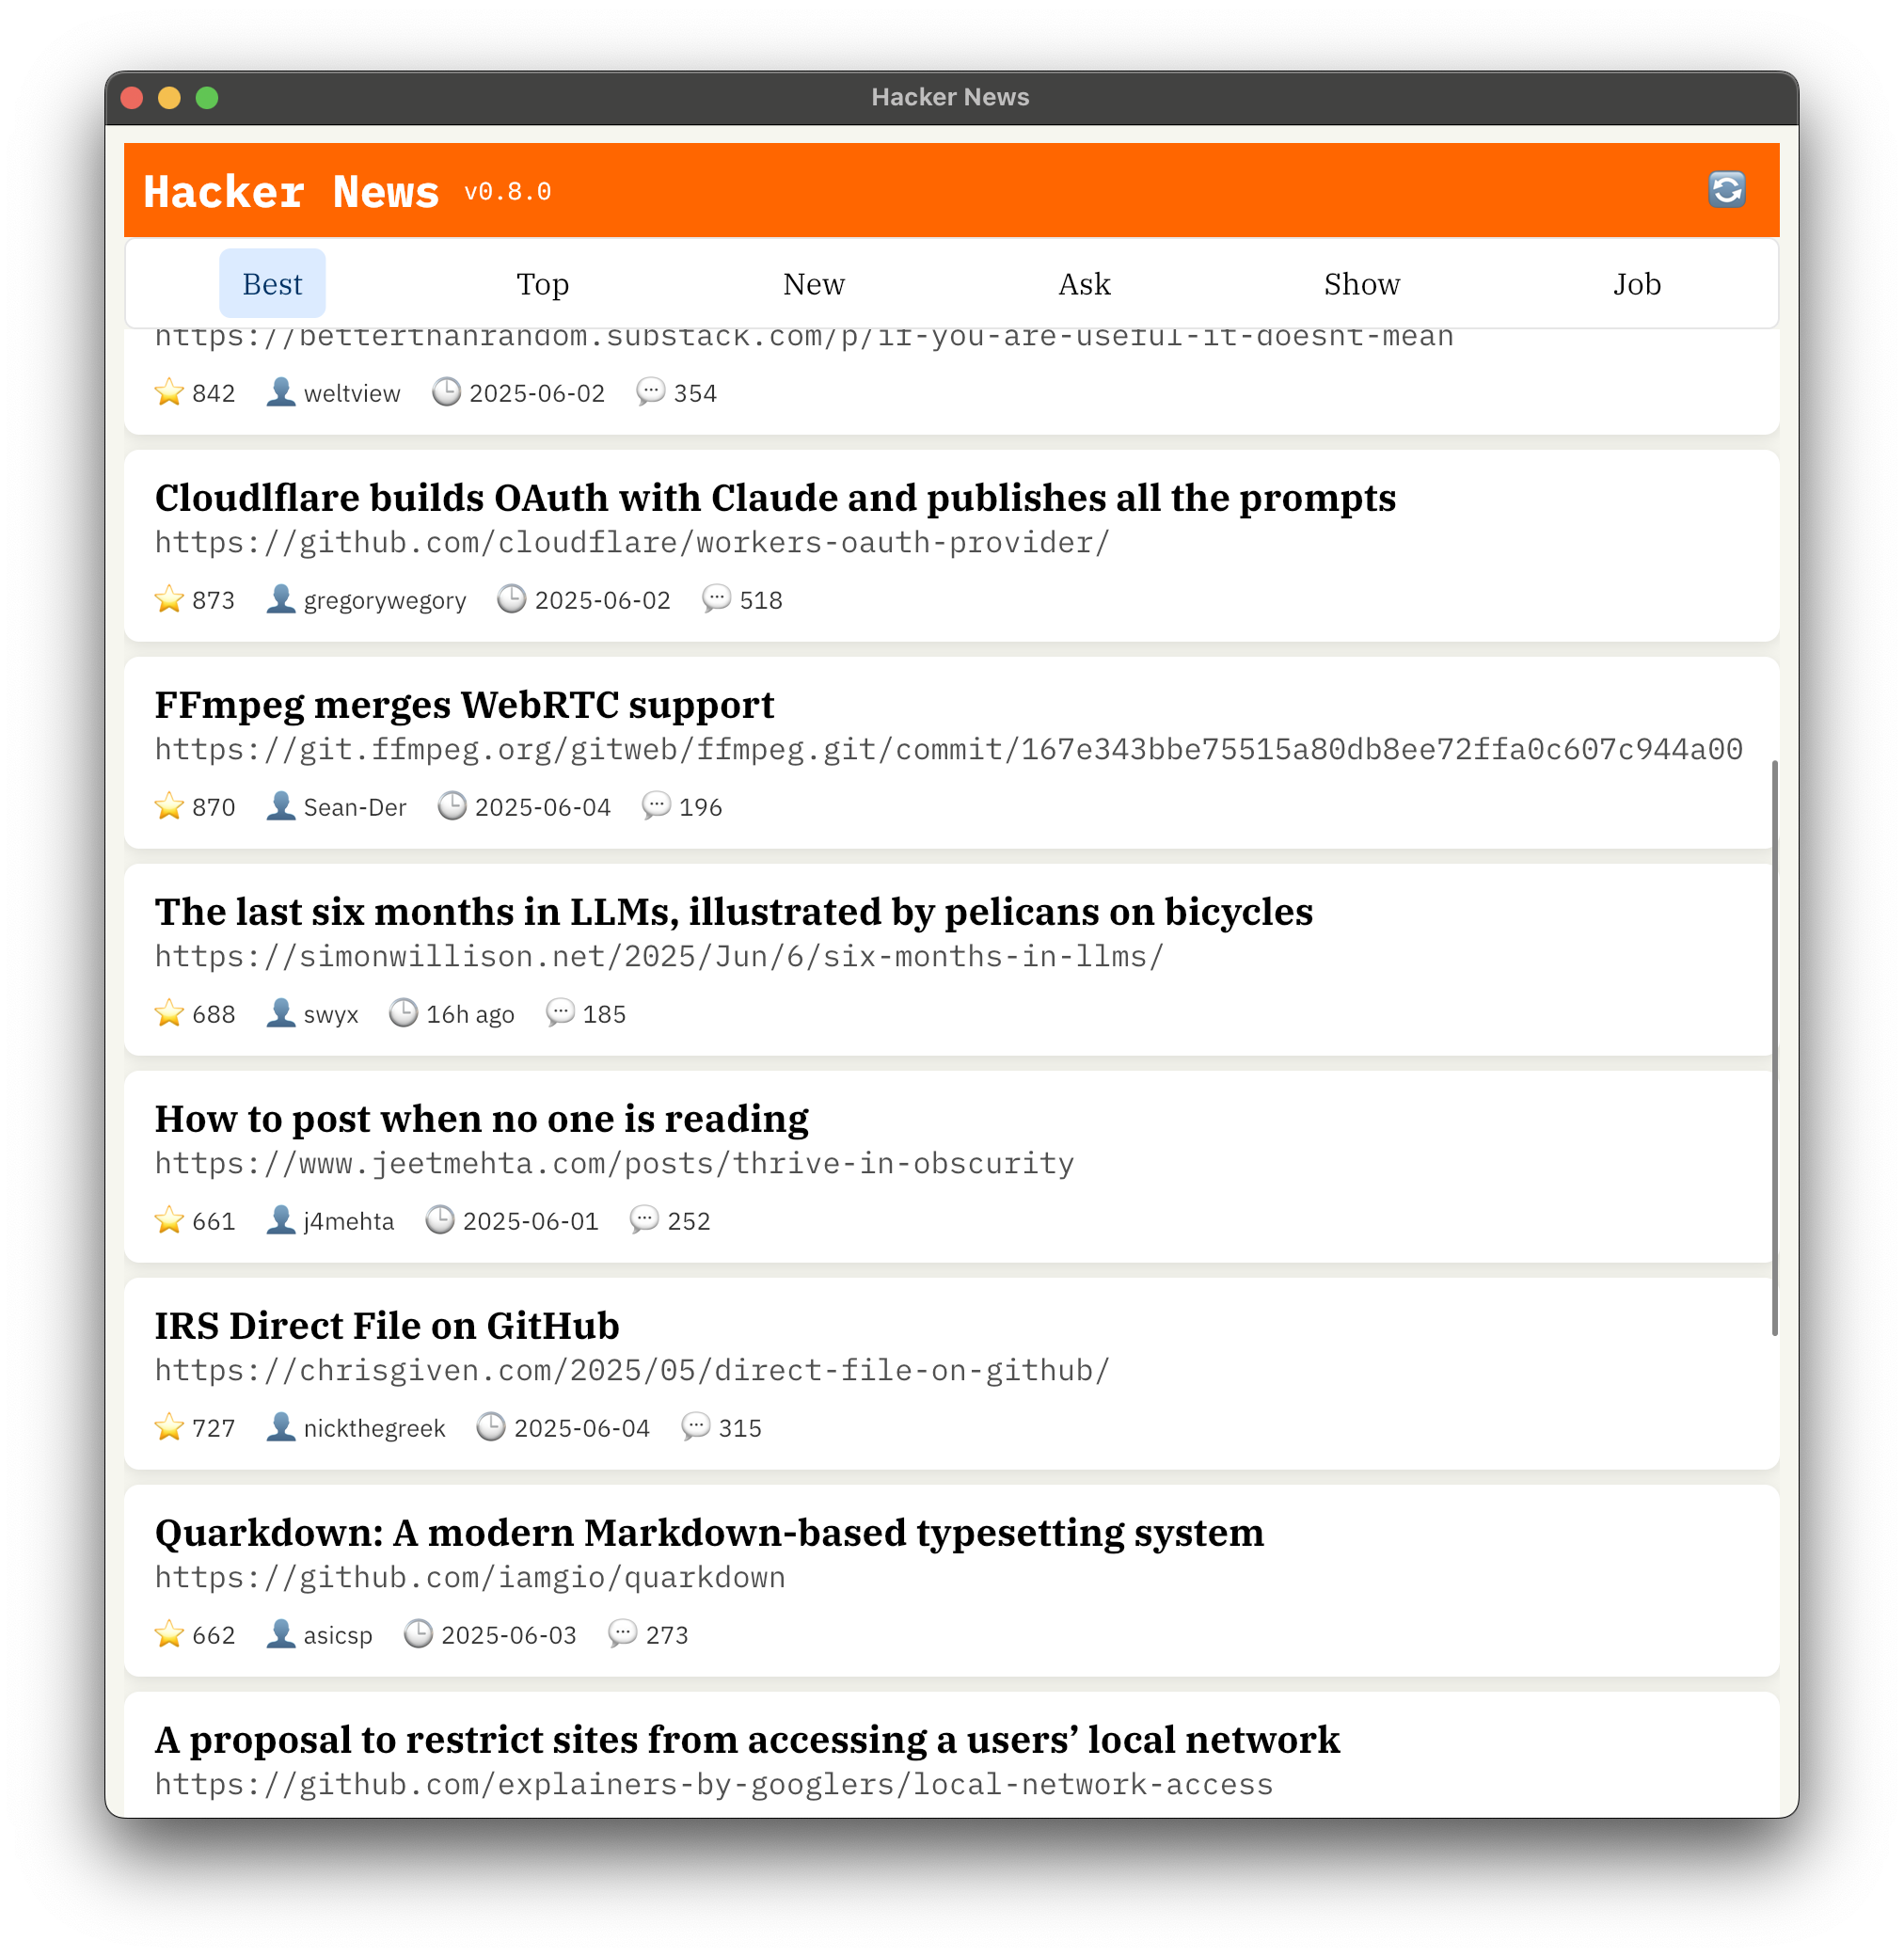 Hacker News
Hacker News v0.8.0
Best Top New Ask Show Job
https://betterthanrandom.substack.com/p/if-you-are-useful-it-doesnt-mean
842 weltview 2025-06-02 354
Cloudlflare builds OAuth with Claude and publishes all the prompts
https://github.com/cloudflare/workers-oauth-provider/
873 gregorywegory 2025-06-02 518
FFmpeg merges WebRTC support
https://git.ffmpeg.org/gitweb/ffmpeg.git/commit/167e343bbe75515a80db8ee72ffa0c607c944a00
870 Sean-Der 2025-06-04 196
The last six months in LLMs, illustrated by pelicans on bicycles
https://simonwillison.net/2025/Jun/6/six-months-in-llms/
688 swyx 16h ago 185
How to post when no one is reading
https://www.jeetmehta.com/posts/thrive-in-obscurity
661 j4mehta 2025-06-01 252
IRS Direct File on GitHub
https://chrisgiven.com/2025/05/direct-file-on-github/
727 nickthegreek 2025-06-04 315
Quarkdown: A modern Markdown-based typesetting system
https://github.com/iamgio/quarkdown
662 asicsp 2025-06-03 273
A proposal to restrict sites from accessing a users’ local network
https://github.com/explainers-by-googlers/local-network-access